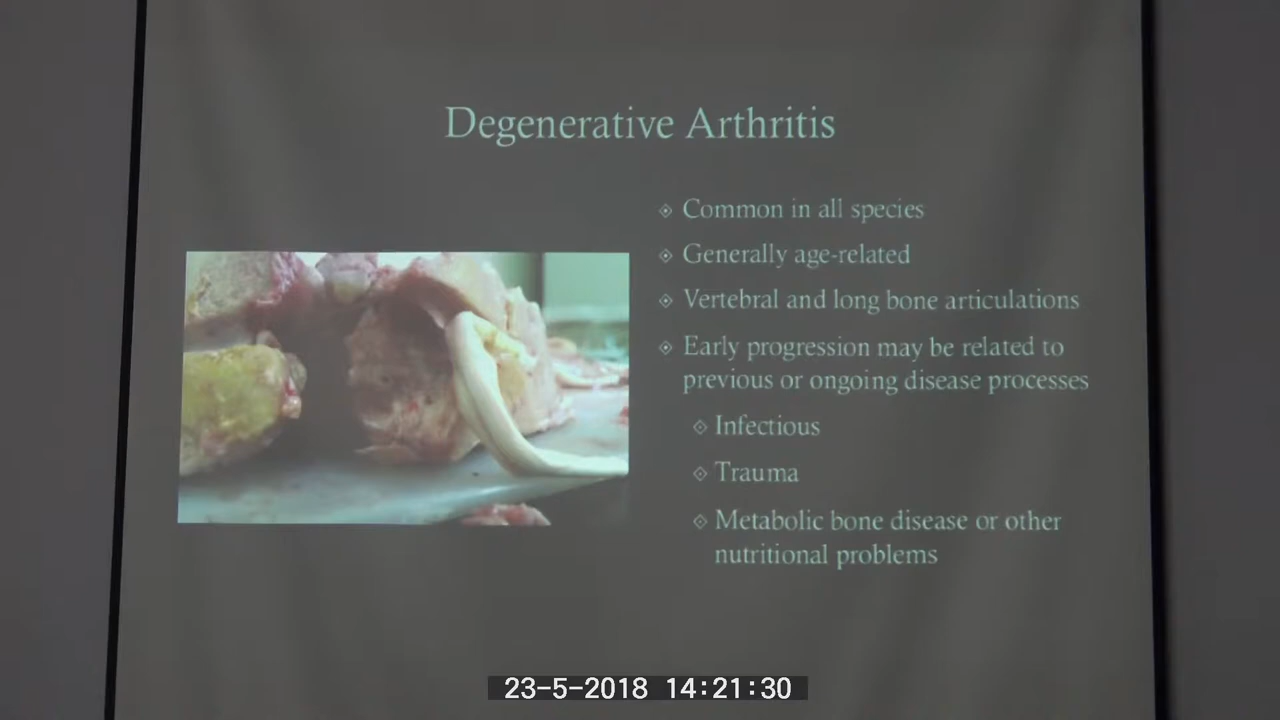 Degenerative Arthritis
Common in all species
Generally age-related
Vertebral and long bone articulations
Early progression may be related to
previous or ongoing disease processes
Infectious
Trauma
Metabolic bone disease or other
nutritional problems
23-5-2018 14:21:30